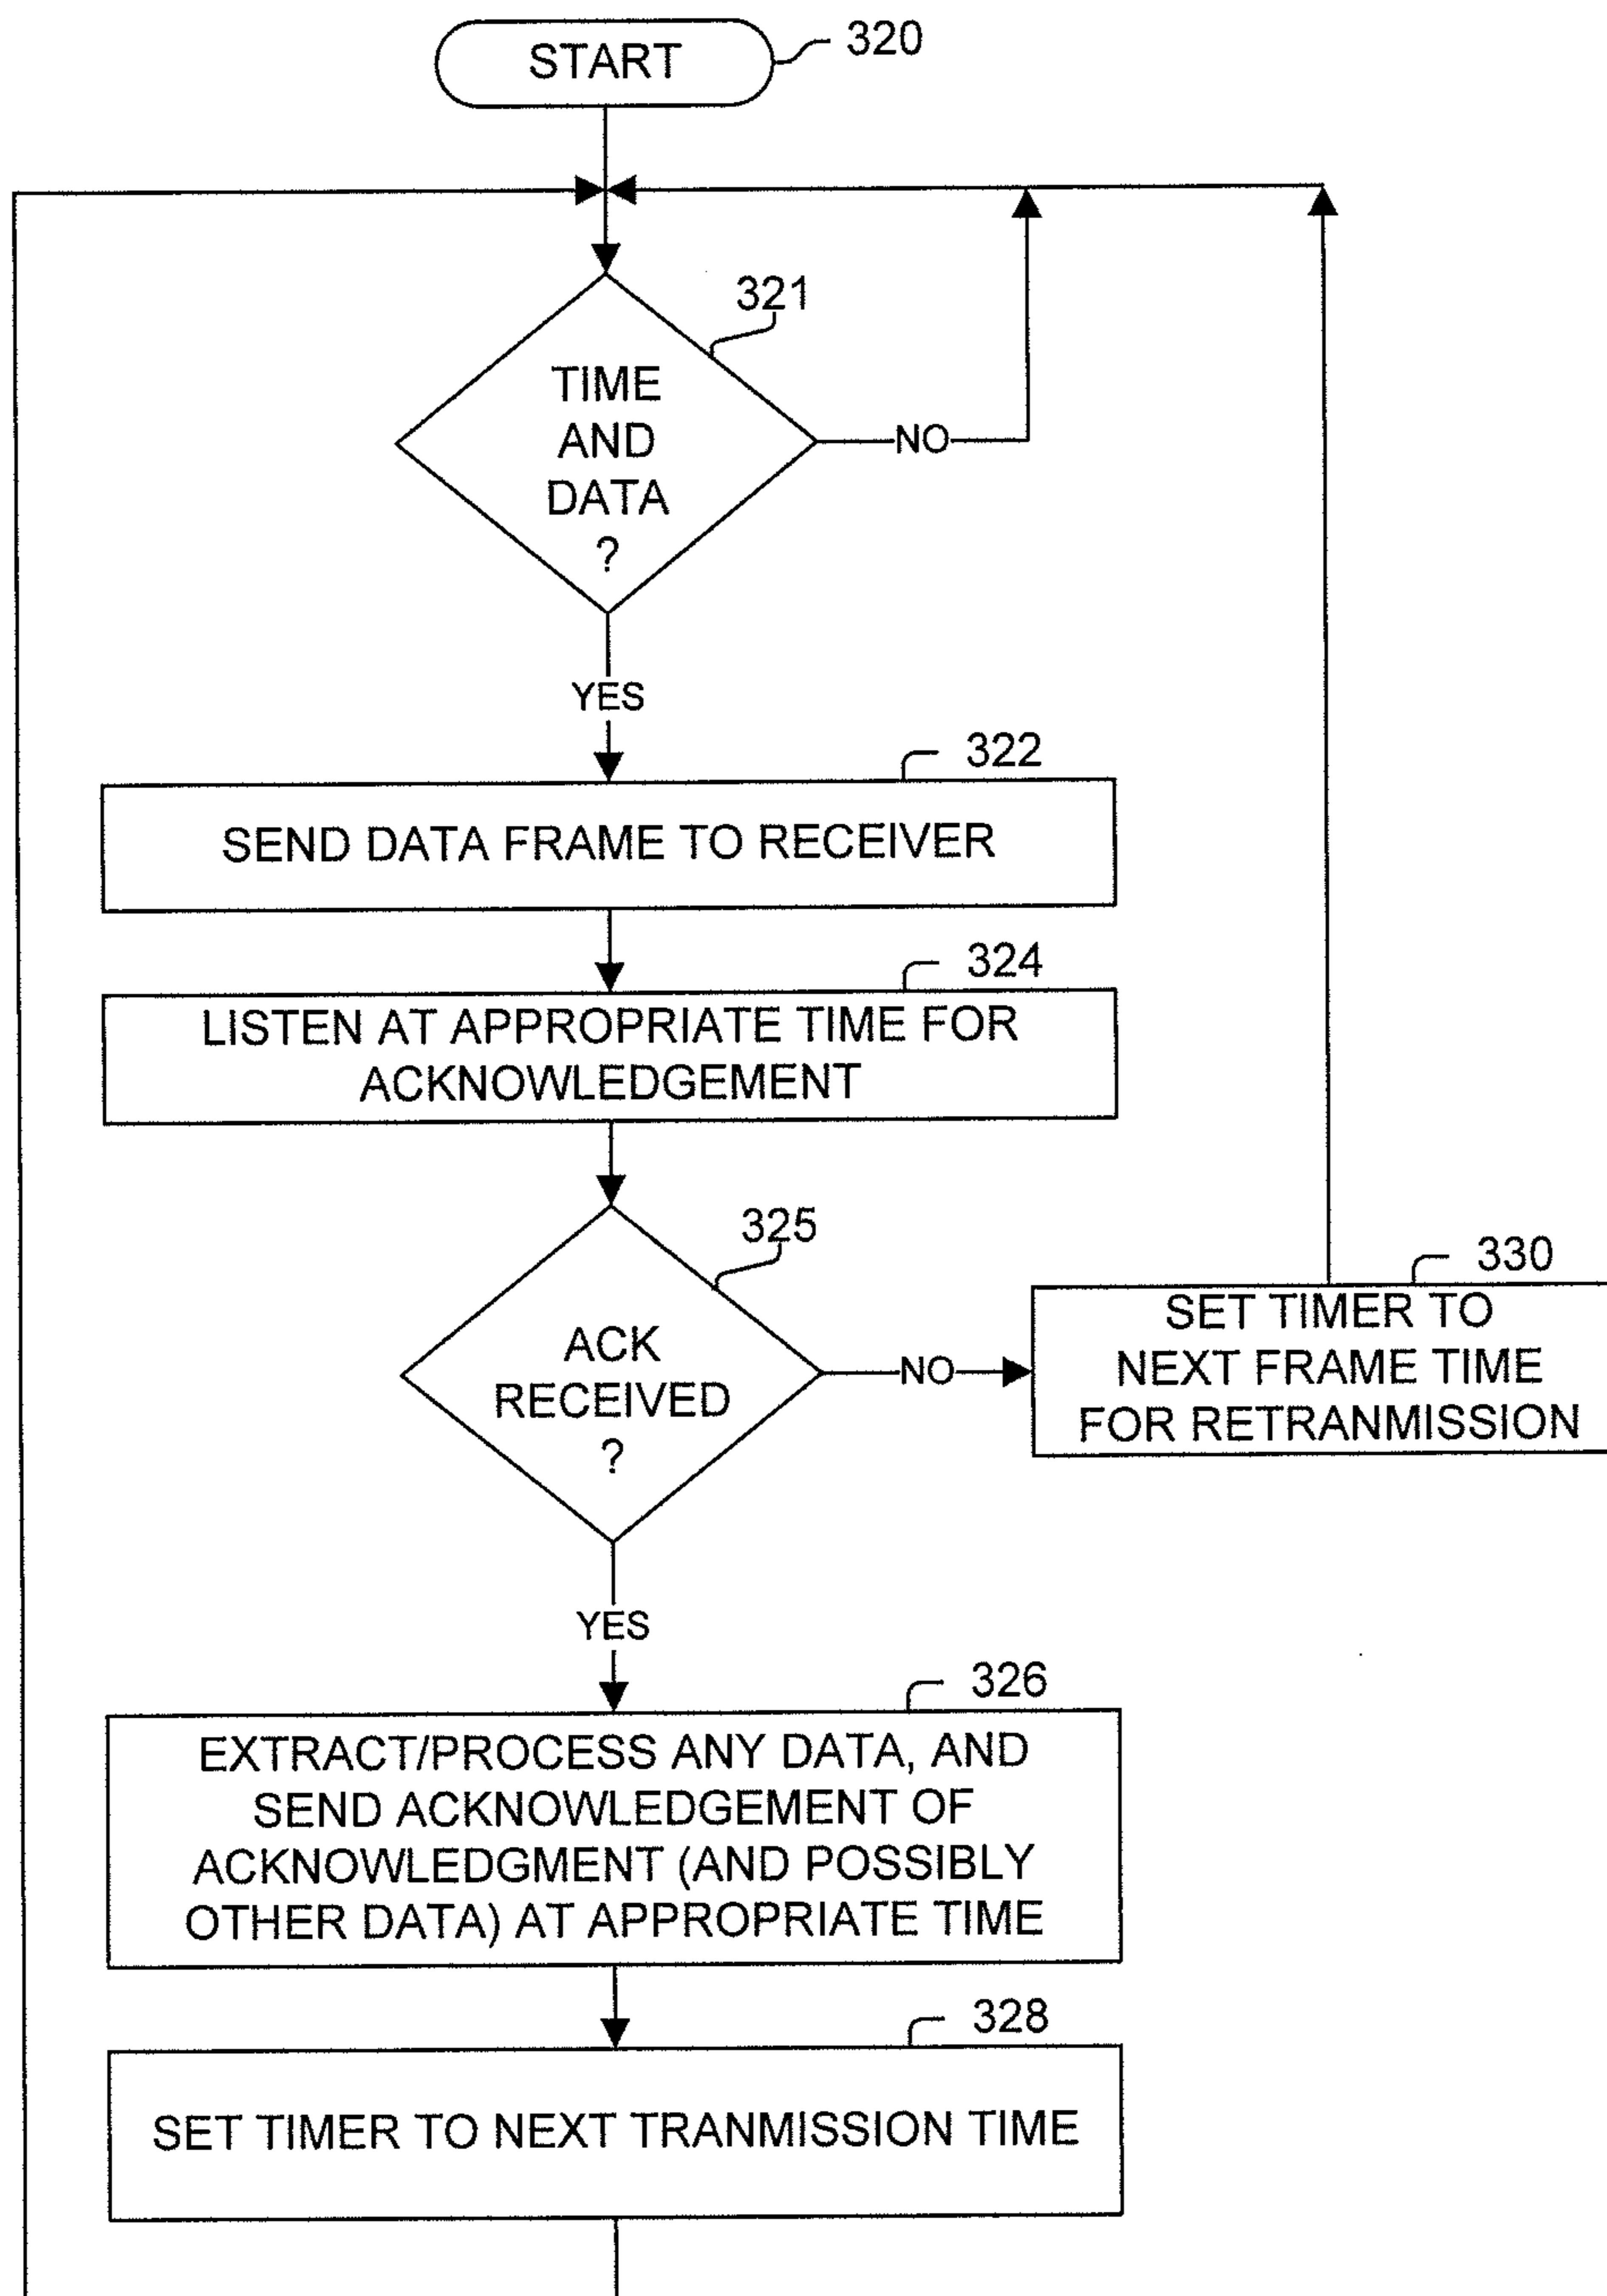 START
320
321
TIME
AND
DATA
?
NO
YES
322
SEND DATA FRAME TO RECEIVER
324
LISTEN AT APPROPRIATE TIME FOR
ACKNOWLEDGEMENT
325
ACK
RECEIVED
?
NO
330
SET TIMER TO
NEXT FRAME TIME
FOR RETRANMISSION
YES
326
EXTRACT/PROCESS ANY DATA, AND
SEND ACKNOWLEDGEMENT OF
ACKNOWLEDGMENT (AND POSSIBLY
OTHER DATA) AT APPROPRIATE TIME
328
SET TIMER TO NEXT TRANMISSION TIME